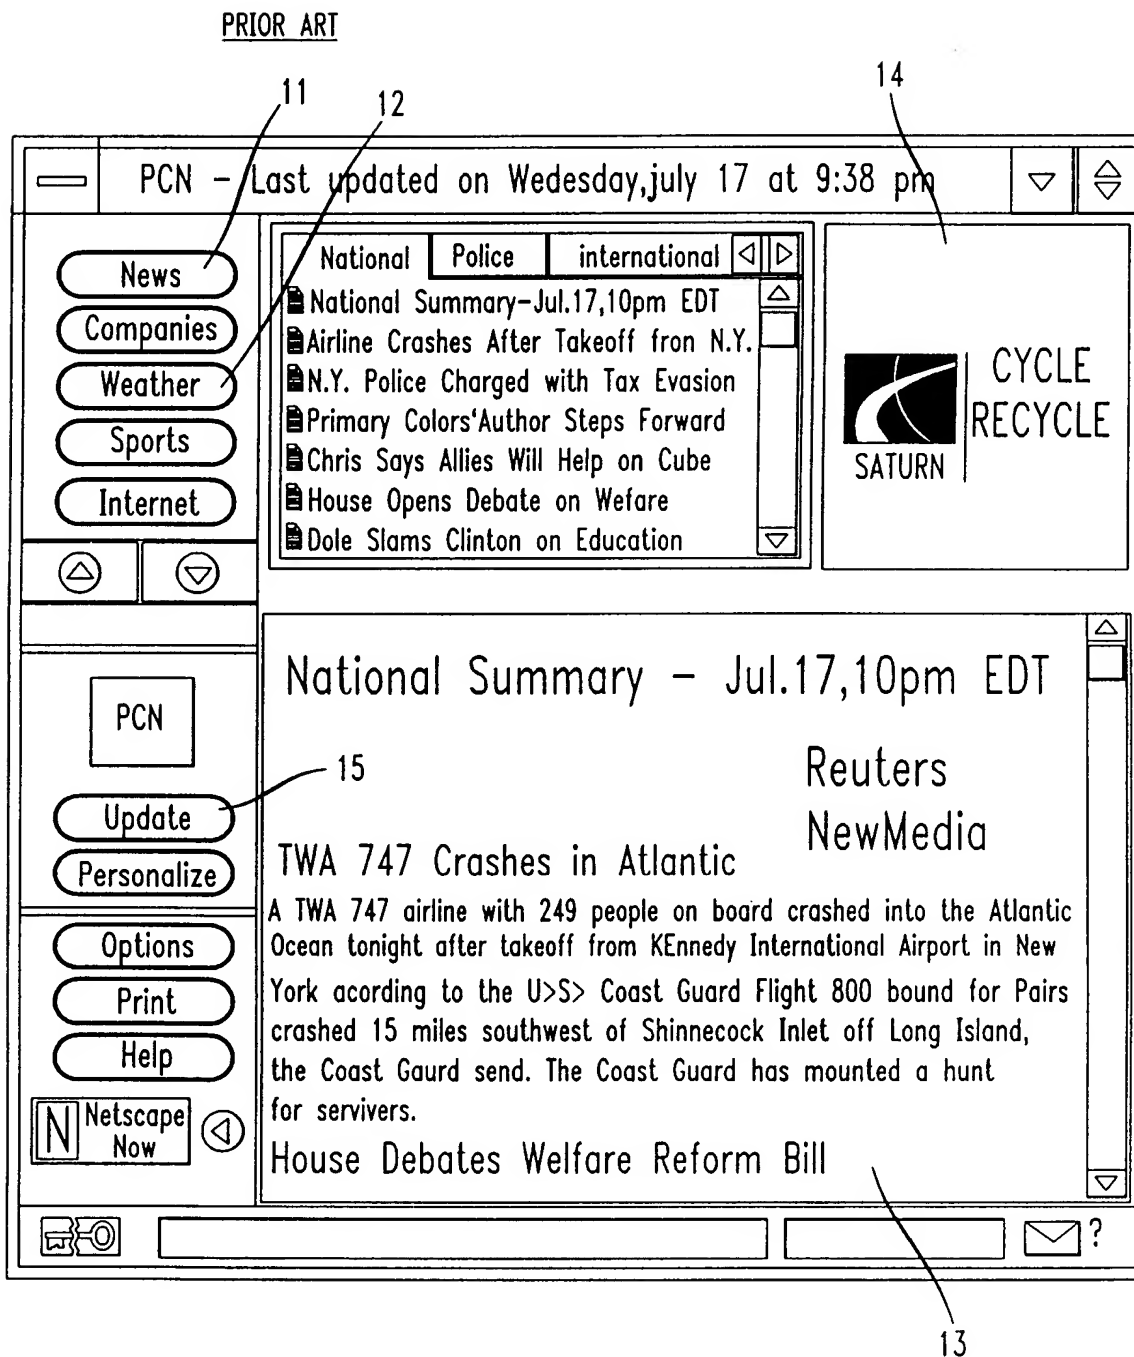 PRIOR ART
11
12
14
PCN – Last updated on Wedesday,july 17 at 9:38 pm
News
Companies
Weather
Sports
Internet
National Police international
National Summary-Jul.17,10pm EDT
Airline Crashes After Takeoff fron N.Y.
N.Y. Police Charged with Tax Evasion
Primary Colors‘Author Steps Forward
Chris Says Allies Will Help on Cube
House Opens Debate on Wefare
Dole Slams Clinton on Education
SATURN
CYCLE
RECYCLE
PCN
15
Update
Personalize
Options
Print
Help
N Netscape
Now
National Summary – Jul.17,10pm EDT
Reuters
NewMedia
TWA 747 Crashes in Atlantic
A TWA 747 airline with 249 people on board crashed into the Atlantic
Ocean tonight after takeoff from KEnnedy International Airport in New
York acording to the U>S> Coast Guard Flight 800 bound for Pairs
crashed 15 miles southwest of Shinnecock Inlet off Long Island,
the Coast Gaurd send. The Coast Guard has mounted a hunt
for servivers.
House Debates Welfare Reform Bill
?
13